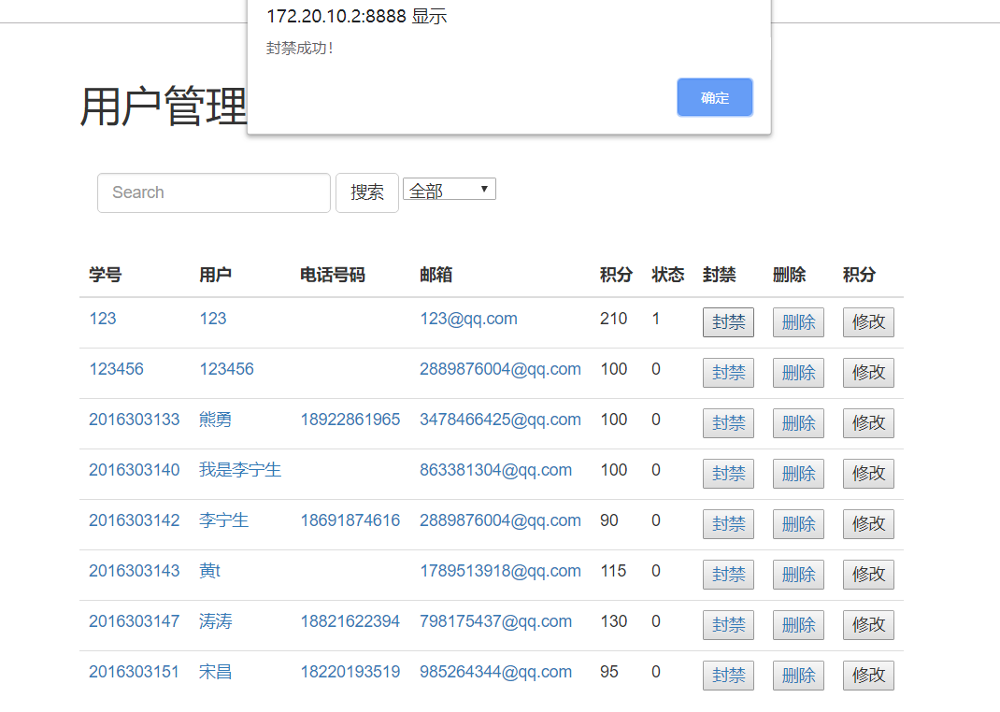 172.20.10.2:8888 显示
封禁成功!
确定
用户管理
Search 搜索 全部
学号 用户 电话号码 邮箱 积分 状态 封禁 删除 积分
123 123 123@qq.com 210 1 封禁 删除 修改
123456 123456 2889876004@qq.com 100 0 封禁 删除 修改
2016303133 熊勇 18922861965 3478466425@qq.com 100 0 封禁 删除 修改
2016303140 我是李宁生 863381304@qq.com 100 0 封禁 删除 修改
2016303142 李宁生 18691874616 2889876004@qq.com 90 0 封禁 删除 修改
2016303143 黄t 1789513918@qq.com 115 0 封禁 删除 修改
2016303147 涛涛 18821622394 798175437@qq.com 130 0 封禁 删除 修改
2016303151 宋昌 18220193519 985264344@qq.com 95 0 封禁 删除 修改